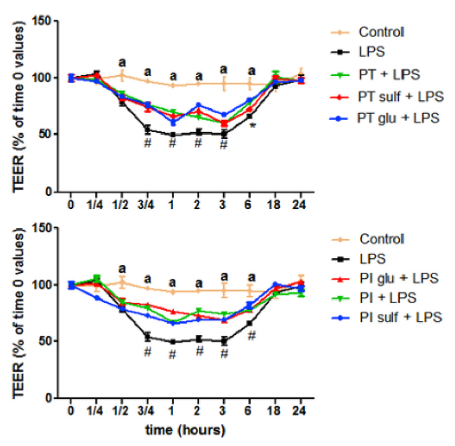 TEER (% of time 0 values)
150
100
50
0
a a a a a a
# # # # *
0 1/4 1/2 3/4 1 2 3 6 18 24
Control
LPS
PT + LPS
PT sulf + LPS
PT glu + LPS
TEER (% of time 0 values)
150
100
50
0
a a a a a a
# # # # #
0 1/4 1/2 3/4 1 2 3 6 18 24
time (hours)
Control
LPS
PI glu + LPS
PI + LPS
PI sulf + LPS